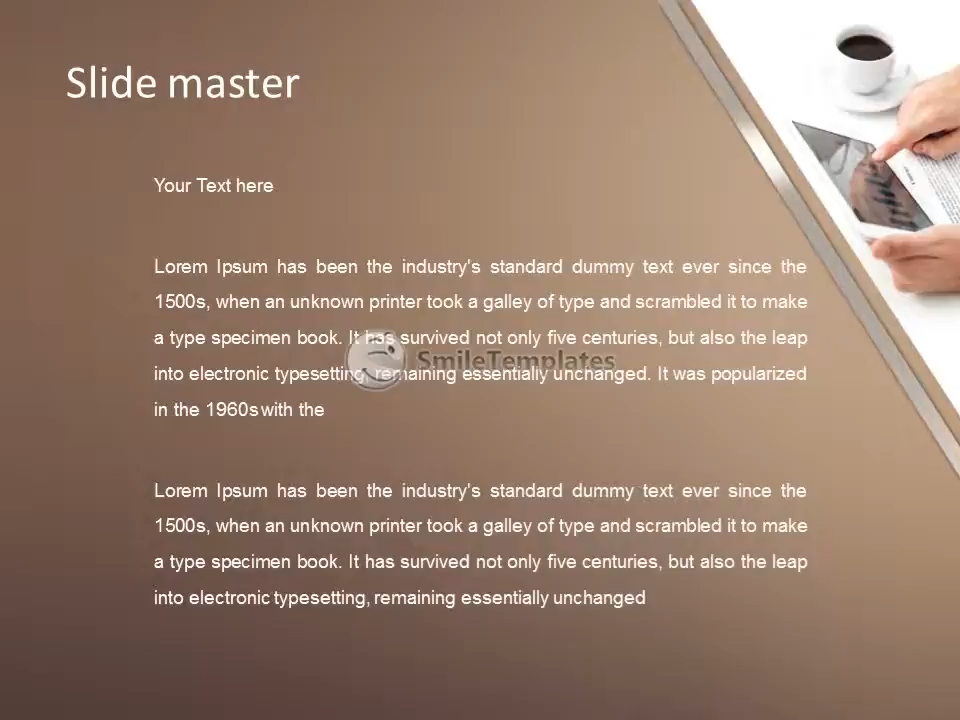 Slide master
Your Text here
Lorem Ipsum has been the industry's standard dummy text ever since the
1500s, when an unknown printer took a galley of type and scrambled it to make
a type specimen book. It has survived not only five centuries, but also the leap
into electronic typesetting, remaining essentially unchanged. It was popularized
in the 1960s with the
SmileTemplates
Lorem Ipsum has been the industry's standard dummy text ever since the
1500s, when an unknown printer took a galley of type and scrambled it to make
a type specimen book. It has survived not only five centuries, but also the leap
into electronic typesetting, remaining essentially unchanged